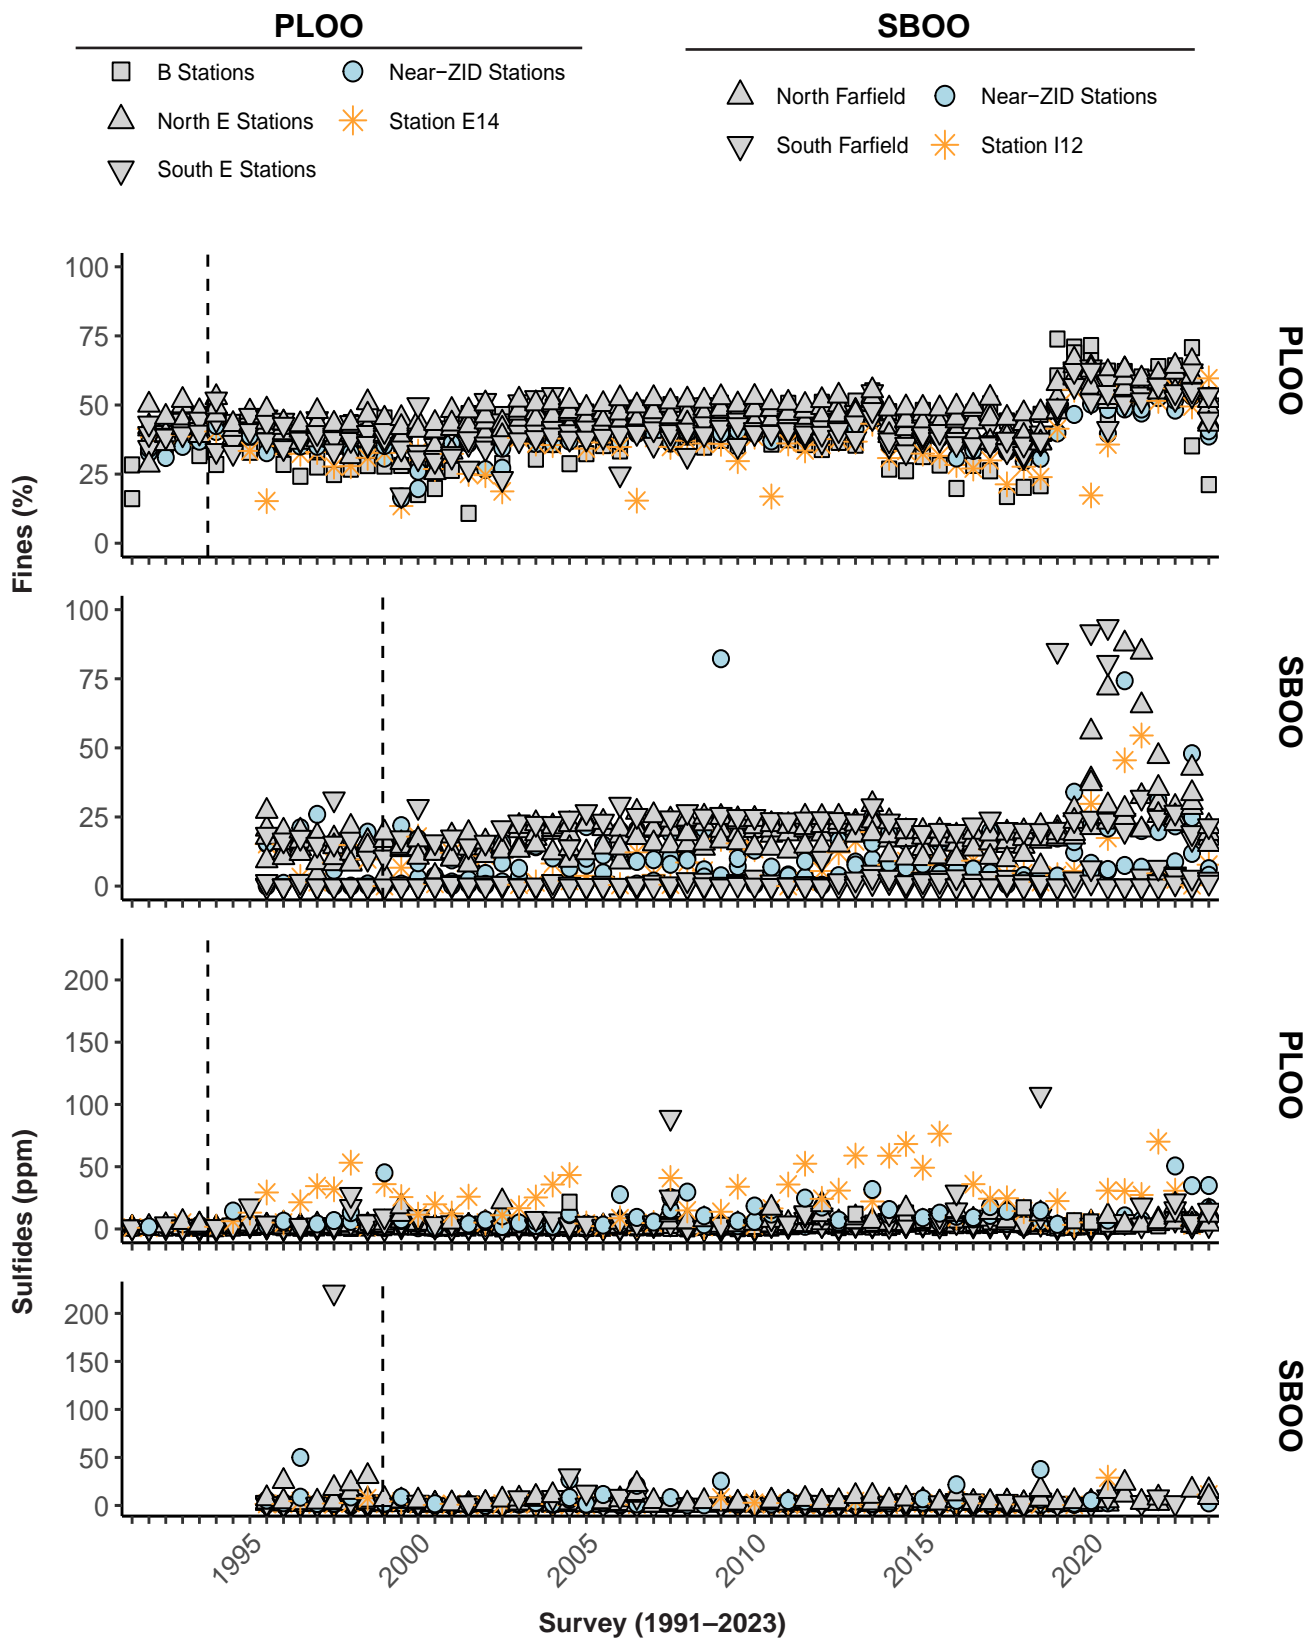 PLOO
SBOO
B Stations
Near−ZID Stations
North E Stations
Station E14
South E Stations
North Farfield
Near−ZID Stations
South Farfield
Station I12
Fines (%)
100
75
50
25
0
PLOO
100
75
50
25
0
SBOO
Sulfides (ppm)
200
150
100
50
0
PLOO
200
150
100
50
0
SBOO
1995
2000
2005
2010
2015
2020
Survey (1991–2023)